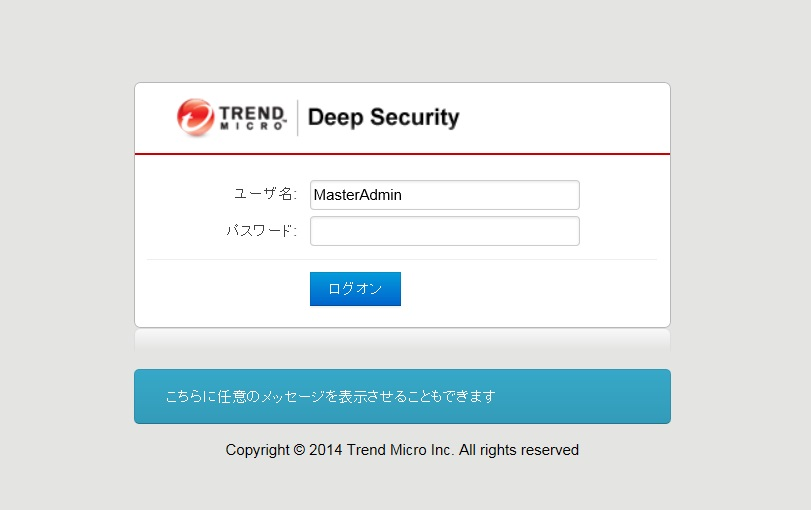 TREND MICRO™ Deep Security
ユーザ名: MasterAdmin
パスワード:
ログオン
こちらに任意のメッセージを表示させることもできます
Copyright © 2014 Trend Micro Inc. All rights reserved